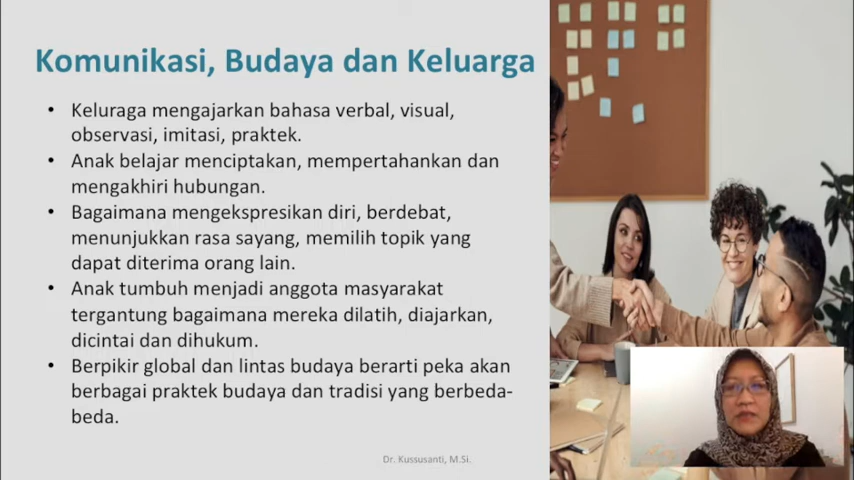 Komunikasi, Budaya dan Keluarga
• Keluraga mengajarkan bahasa verbal, visual,
observasi, imitasi, praktek.
• Anak belajar menciptakan, mempertahankan dan
mengakhiri hubungan.
• Bagaimana mengekspresikan diri, berdebat,
menunjukkan rasa sayang, memilih topik yang
dapat diterima orang lain.
• Anak tumbuh menjadi anggota masyarakat
tergantung bagaimana mereka dilatih, diajarkan,
dicintai dan dihukum.
• Berpikir global dan lintas budaya berarti peka akan
berbagai praktek budaya dan tradisi yang berbeda-
beda.
Dr. Kussusanti, M.Si.